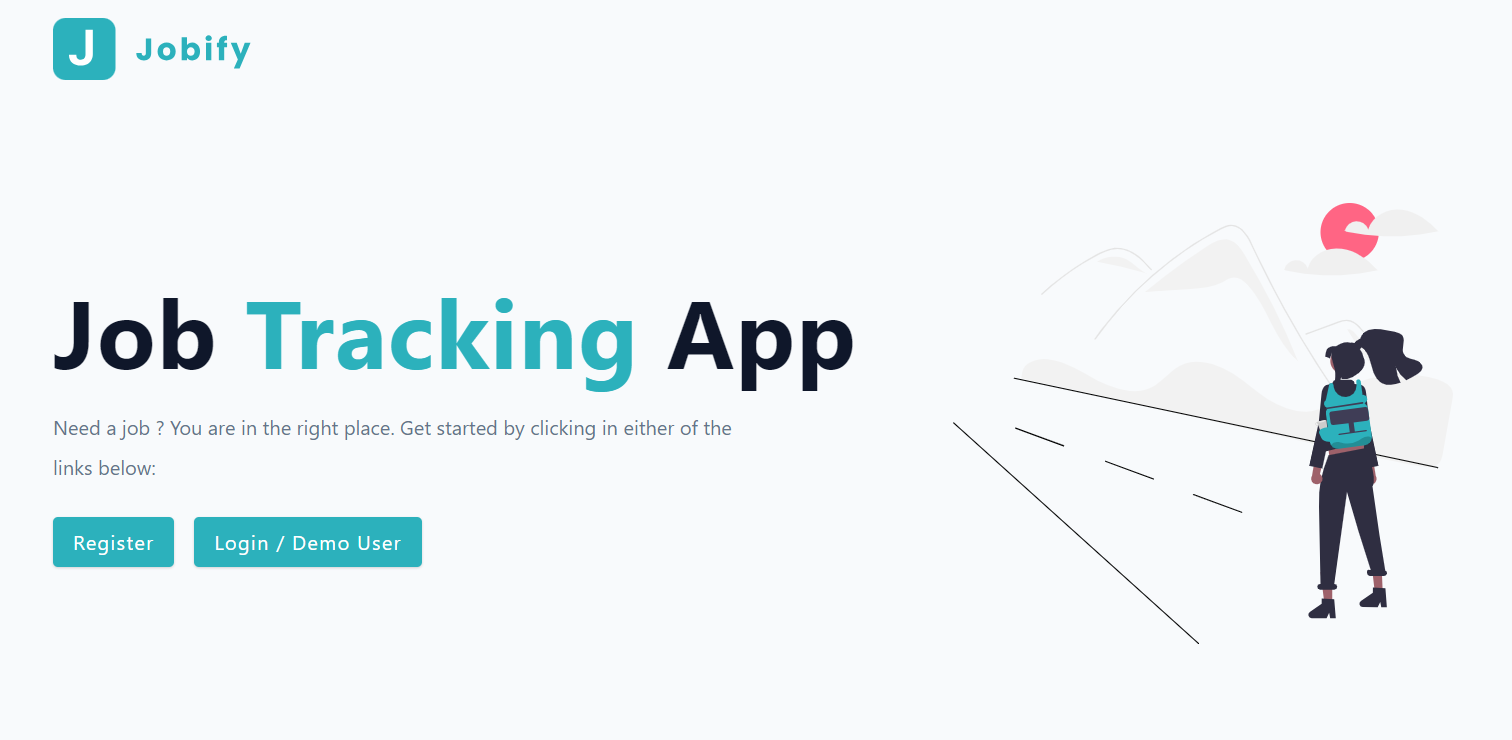 J Jobify
Job Tracking App
Need a job ? You are in the right place. Get started by clicking in either of the
links below:
Register Login / Demo User